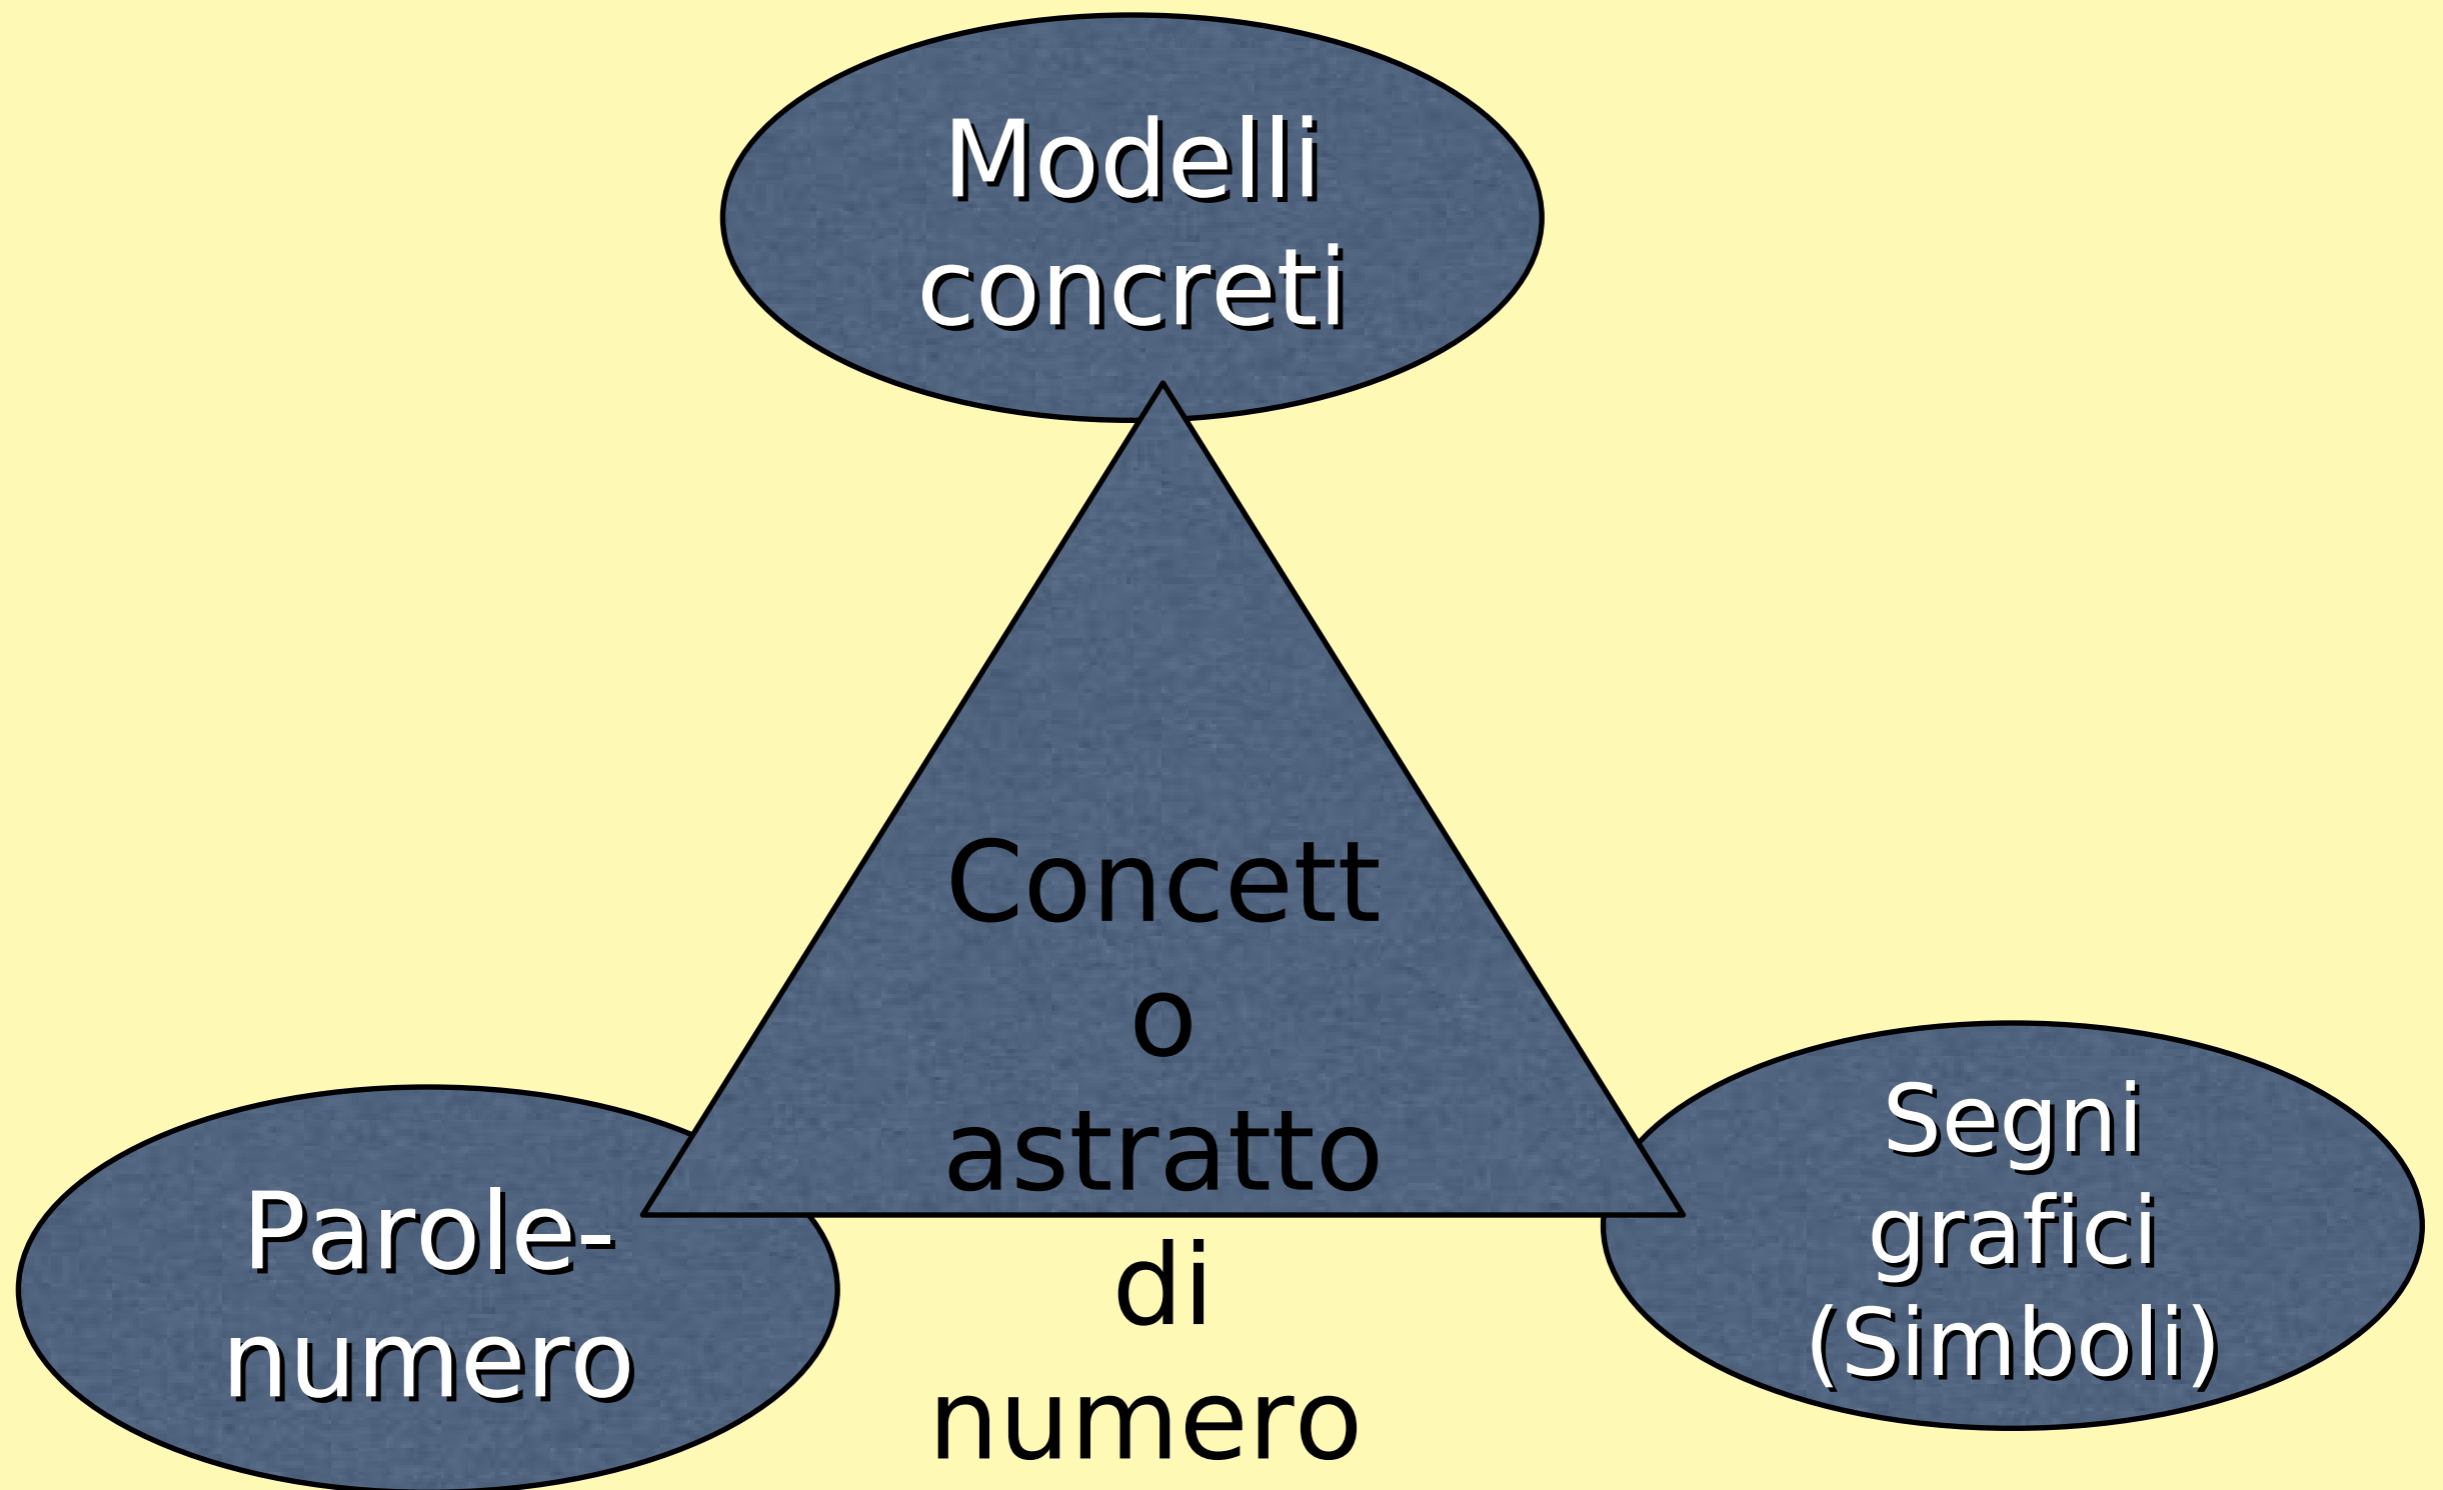 Modelli
concreti
Concett
o
astratto
di
numero
Parole-
numero
Segni
grafici
(Simboli)